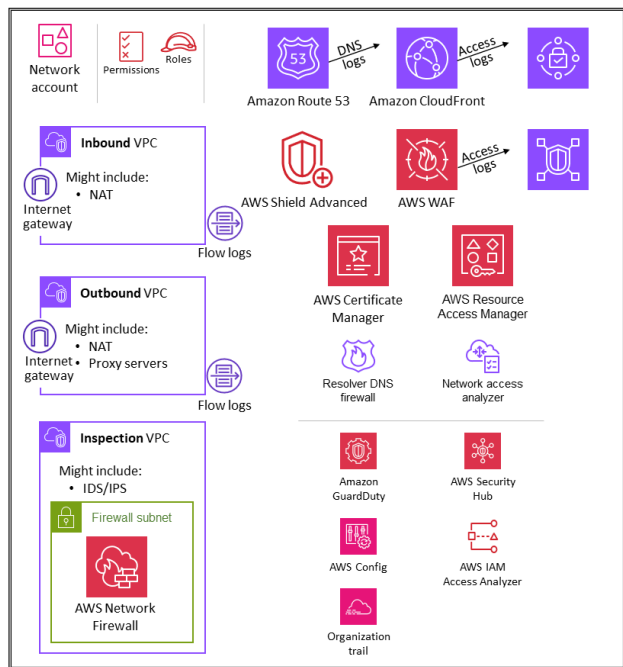 Network
account
Permissions
Roles
53
DNS
logs
Access
logs
Amazon Route 53
Amazon CloudFront
Inbound VPC
Might include:
• NAT
Internet
gateway
Flow logs
AWS Shield Advanced
AWS WAF
Access
logs
AWS Certificate
Manager
AWS Resource
Access Manager
Outbound VPC
Might include:
• NAT
• Proxy servers
Internet
gateway
Flow logs
Resolver DNS
firewall
Network access
analyzer
Inspection VPC
Might include:
• IDS/IPS
Firewall subnet
AWS Network
Firewall
Amazon
GuardDuty
AWS Security
Hub
AWS Config
AWS IAM
Access Analyzer
Organization
trail